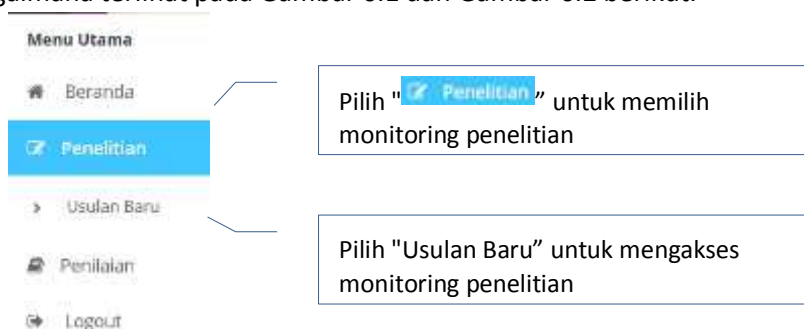 Menu Utama
Beranda
Penelitian
Usulan Baru
Penilaian
Logout
Pilih " Penelitian " untuk memilih
monitoring penelitian
Pilih "Usulan Baru” untuk mengakses
monitoring penelitian